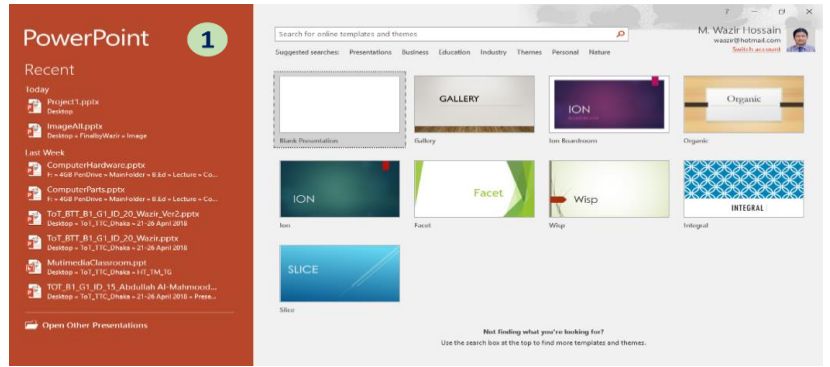 PowerPoint
1
Recent
Today
Project1.pptx
Desktop
ImageAll.pptx
Desktop » FinalbyWazir » Image
Last Week
ComputerHardware.pptx
F: » 4GB PenDrive » MainFolder » B.Ed » Lecture » Co...
ComputerParts.pptx
F: » 4GB PenDrive » MainFolder » B.Ed » Lecture » Co...
ToT_BTT_B1_G1_ID_20_Wazir_Ver2.pptx
Desktop » ToT_TTC_Dhaka » 21-26 April 2018
ToT_BTT_B1_G1_ID_20_Wazir.pptx
Desktop » ToT_TTC_Dhaka » 21-26 April 2018
MutimediaClassroom.ppt
Desktop » ToT_TTC_Dhaka » HT_TM_TG
TOT_B1_G1_ID_15_Abdullah Al-Mahmood...
Desktop » ToT_TTC_Dhaka » 21-26 April 2018 » Prese...
Open Other Presentations
?
M. Wazir Hossain
waazir@hotmail.com
Switch account
Search for online templates and themes
Suggested searches: Presentations Business Education Industry Themes Personal Nature
GALLERY
ION
Organic
Blank Presentation
Gallery
Ion Boardroom
Organic
ION
Facet
Wisp
INTEGRAL
Ion
Facet
Wisp
Integral
SLICE
Slice
Not finding what you're looking for?
Use the search box at the top to find more templates and themes.